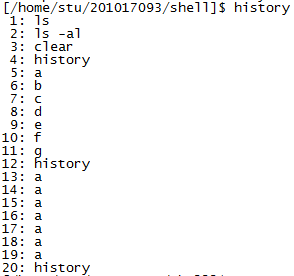 [/home/stu/201017093/shell]$ history
1: ls
2: ls -al
3: clear
4: history
5: a
6: b
7: c
8: d
9: e
10: f
11: g
12: history
13: a
14: a
15: a
16: a
17: a
18: a
19: a
20: history